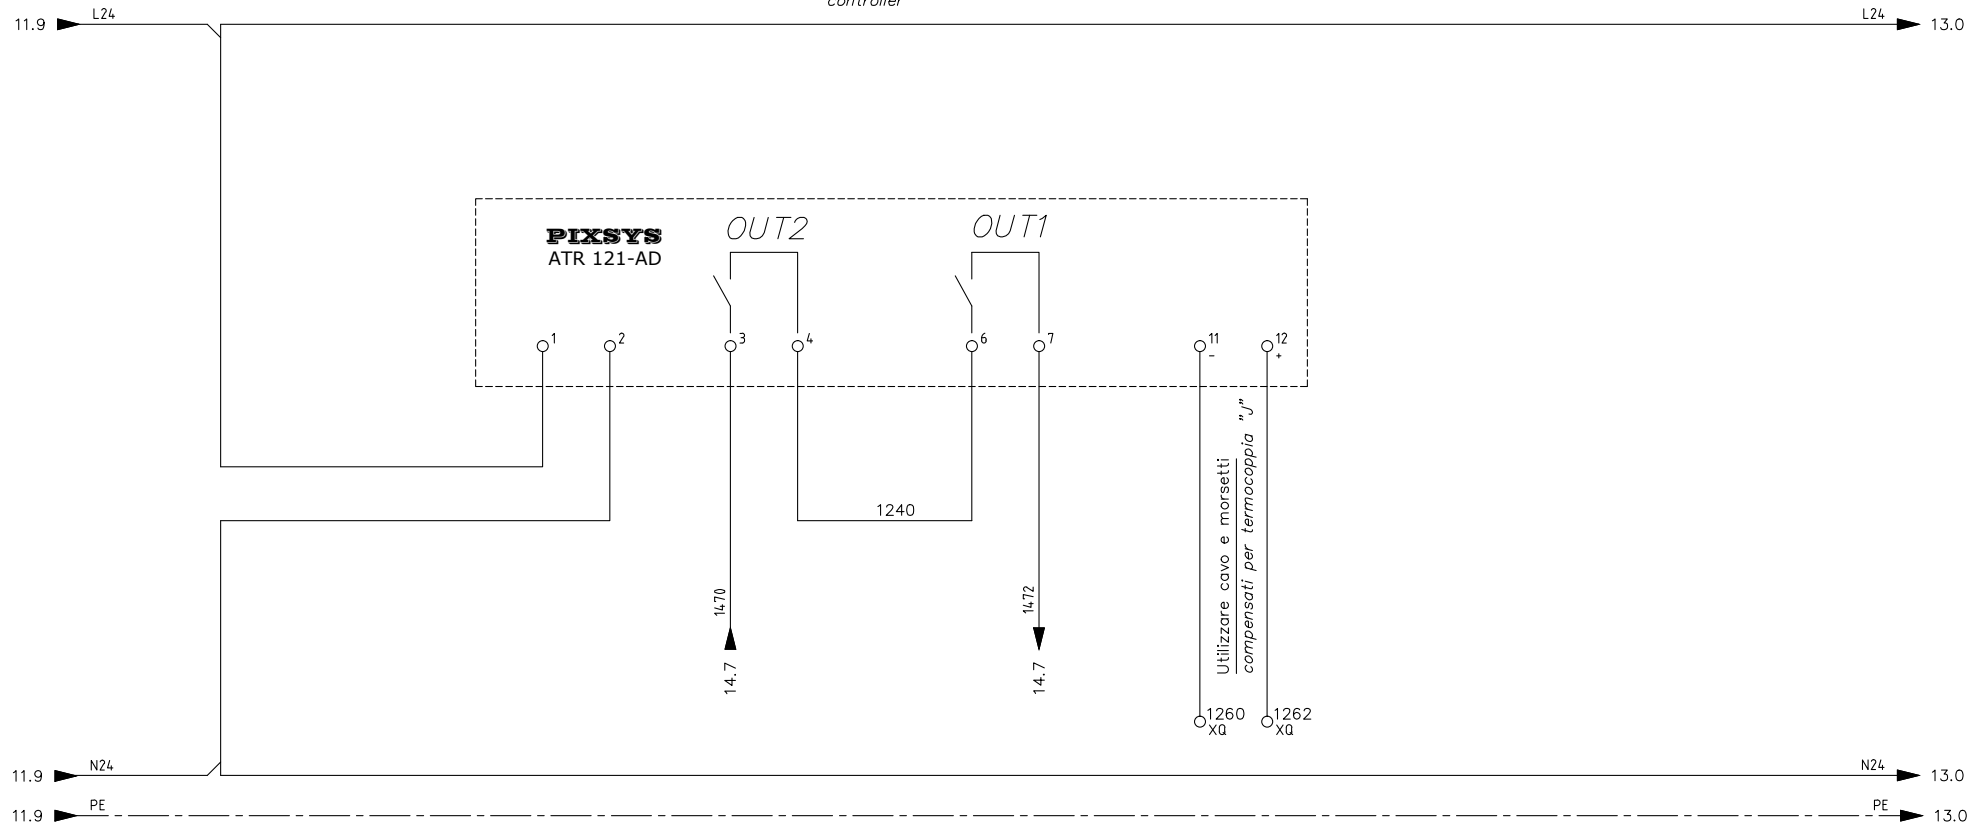 controller
L24
11.9
L24
13.0
OUT2
OUT1
PIXSYS
ATR 121-AD
1
2
3
4
6
7
11
-
12
+
Utilizzare cavo e morsetti
compensati per termocoppia "J"
1240
1470
1472
14.7
14.7
1260
XQ
1262
XQ
N24
11.9
N24
13.0
PE
11.9
PE
13.0